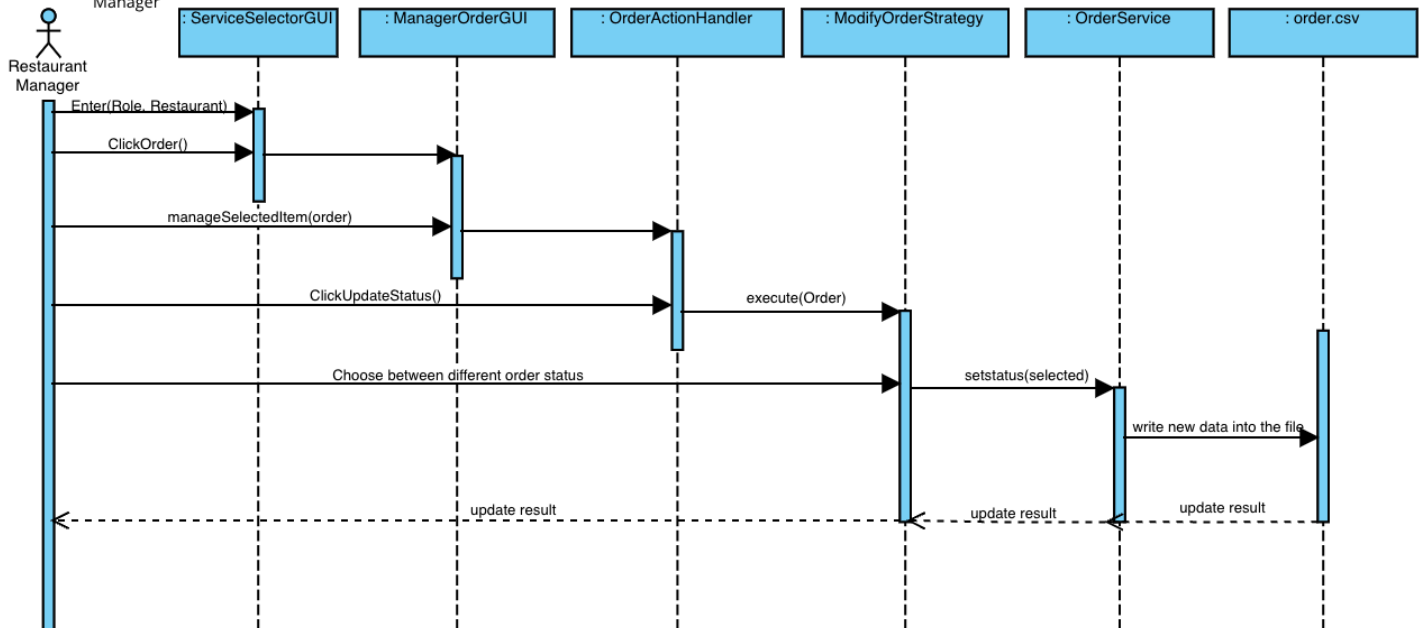 Manager
: ServiceSelectorGUI
: ManagerOrderGUI
: OrderActionHandler
: ModifyOrderStrategy
: OrderService
: order.csv
Restaurant
Manager
Enter(Role, Restaurant)
ClickOrder()
manageSelectedItem(order)
ClickUpdateStatus()
execute(Order)
Choose between different order status
setstatus(selected)
write new data into the file
update result
update result
update result